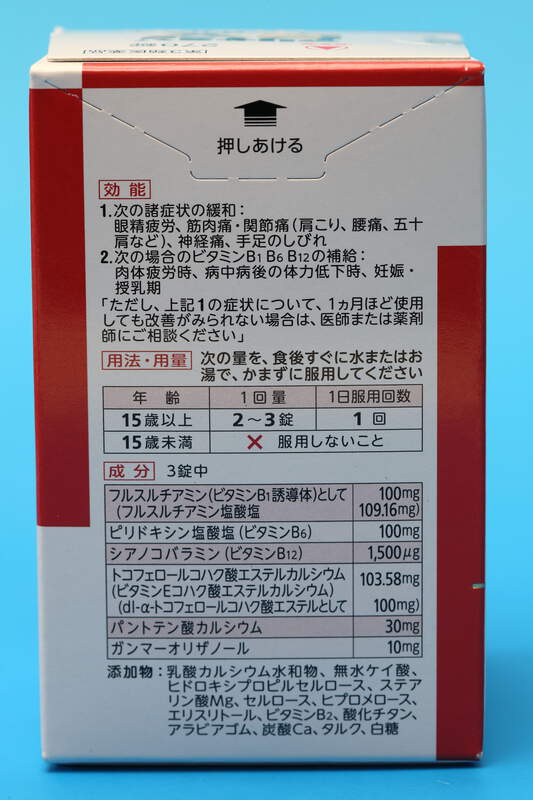 第3類医薬品
270錠
押しあける
効能
1.次の諸症状の緩和:
眼精疲労、筋肉痛・関節痛(肩こり、腰痛、五十
肩など)、神経痛、手足のしびれ
2.次の場合のビタミンB1 B6 B12の補給:
肉体疲労時、病中病後の体力低下時、妊娠・
授乳期
「ただし、上記1の症状について、1ヵ月ほど使用
しても改善がみられない場合は、医師または薬剤
師にご相談ください」
用法・用量 次の量を、食後すぐに水またはお
湯で、かまずに服用してください
年齢 1回量 1日服用回数
15歳以上 2〜3錠 1回
15歳未満 × 服用しないこと
成分 3錠中
フルスルチアミン(ビタミンB1誘導体)として 100mg
(フルスルチアミン塩酸塩 109.16mg)
ピリドキシン塩酸塩(ビタミンB6) 100mg
シアノコバラミン(ビタミンB12) 1,500μg
トコフェロールコハク酸エステルカルシウム 103.58mg
(ビタミンEコハク酸エステルカルシウム)
(dl-α-トコフェロールコハク酸エステルとして 100mg)
パントテン酸カルシウム 30mg
ガンマーオリザノール 10mg
添加物:乳酸カルシウム水和物、無水ケイ酸、
ヒドロキシプロピルセルロース、ステア
リン酸Mg、セルロース、ヒプロメロース、
エリスリトール、ビタミンB2、酸化チタン、
アラビアゴム、炭酸Ca、タルク、白糖